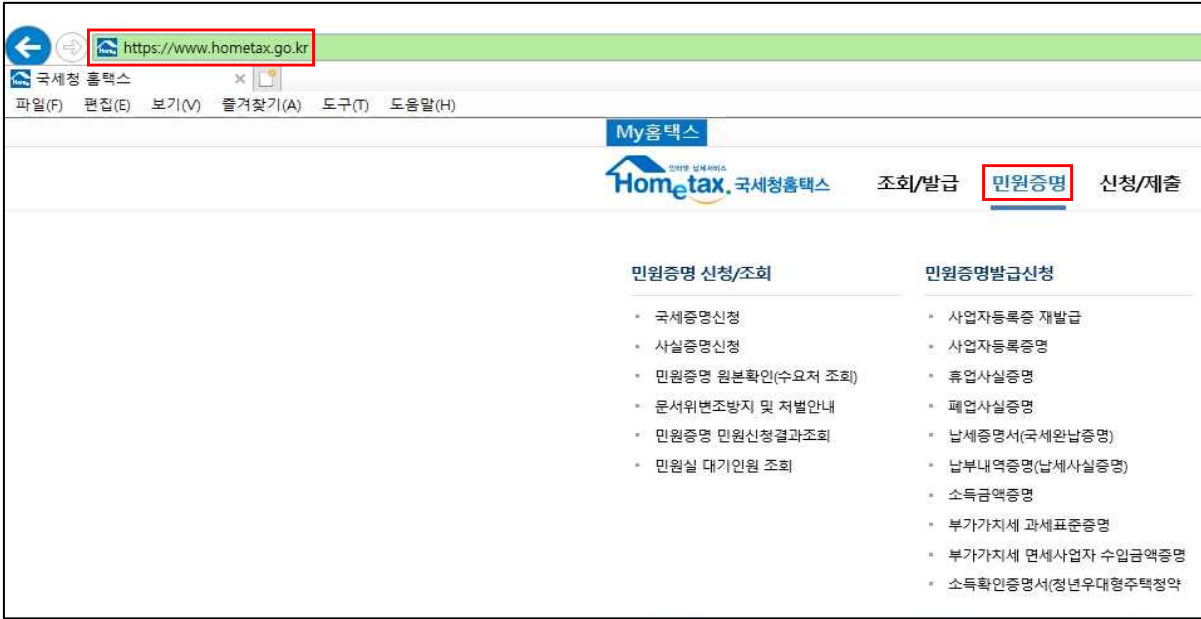 https://www.hometax.go.kr
국세청 홈택스
파일(F) 편집(E) 보기(V) 즐겨찾기(A) 도구(T) 도움말(H)
My홈택스
인터넷 납세서비스
Hometax. 국세청홈택스 조회/발급 민원증명 신청/제출
민원증명 신청/조회
국세증명신청
사실증명신청
민원증명 원본확인(수요처 조회)
문서위변조방지 및 처벌안내
민원증명 민원신청결과조회
민원실 대기인원 조회
민원증명발급신청
사업자등록증 재발급
사업자등록증명
휴업사실증명
폐업사실증명
납세증명서(국세완납증명)
납부내역증명(납세사실증명)
소득금액증명
부가가치세 과세표준증명
부가가치세 면세사업자 수입금액증명
소득확인증명서(청년우대형주택청약